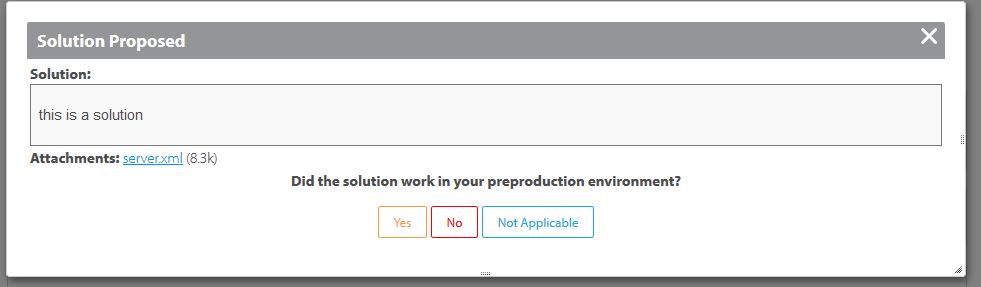 Solution Proposed
Solution:
this is a solution
Attachments: server.xml (8.3k)
Did the solution work in your preproduction environment?
Yes No Not Applicable